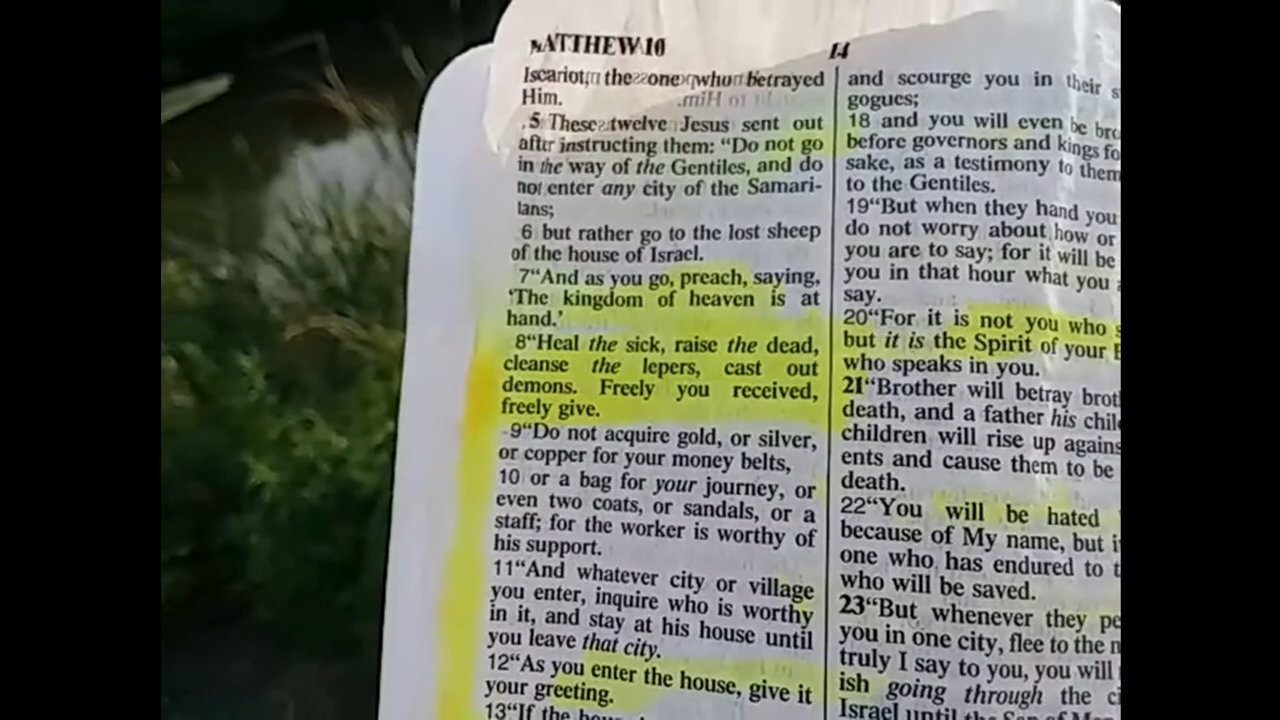 MATTHEW 10
14
Iscariot, the one who betrayed
Him.
5 These twelve Jesus sent out
after instructing them: “Do not go
in the way of the Gentiles, and do
not enter any city of the Samari-
tans;
6 but rather go to the lost sheep
of the house of Israel.
7“And as you go, preach, saying,
‘The kingdom of heaven is at
hand.’
8“Heal the sick, raise the dead,
cleanse the lepers, cast out
demons. Freely you received,
freely give.
9“Do not acquire gold, or silver,
or copper for your money belts,
10 or a bag for your journey, or
even two coats, or sandals, or a
staff; for the worker is worthy of
his support.
11“And whatever city or village
you enter, inquire who is worthy
in it, and stay at his house until
you leave that city.
12“As you enter the house, give it
your greeting.
13“If the
and scourge you in their
gogues;
18 and you will even be
before governors and kings
sake, as a testimony to them
to the Gentiles.
19“But when they hand you
do not worry about how or
you are to say; for it will be
you in that hour what you
say.
20“For it is not you who
but it is the Spirit of your
who speaks in you.
21“Brother will betray
death, and a father his
children will rise up
ents and cause them to be
death.
22“You will be hated
because of My name, but
one who has endured to
who will be saved.
23“But whenever they
you in one city, flee to the
truly I say to you, you will
ish going through the
Israel until the Son of